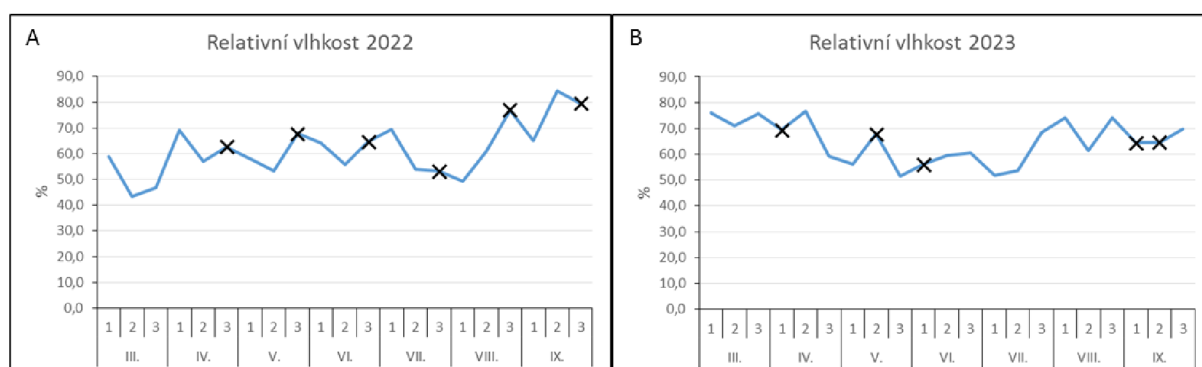 A
Relativní vlhkost 2022
90,0
80,0
70,0
60,0
50,0
40,0
30,0
20,0
10,0
0,0
%
1 2 3 1 2 3 1 2 3 1 2 3 1 2 3 1 2 3 1 2 3
III. IV. V. VI. VII. VIII. IX.
B
Relativní vlhkost 2023
90,0
80,0
70,0
60,0
50,0
40,0
30,0
20,0
10,0
0,0
%
1 2 3 1 2 3 1 2 3 1 2 3 1 2 3 1 2 3 1 2 3
III. IV. V. VI. VII. VIII. IX.